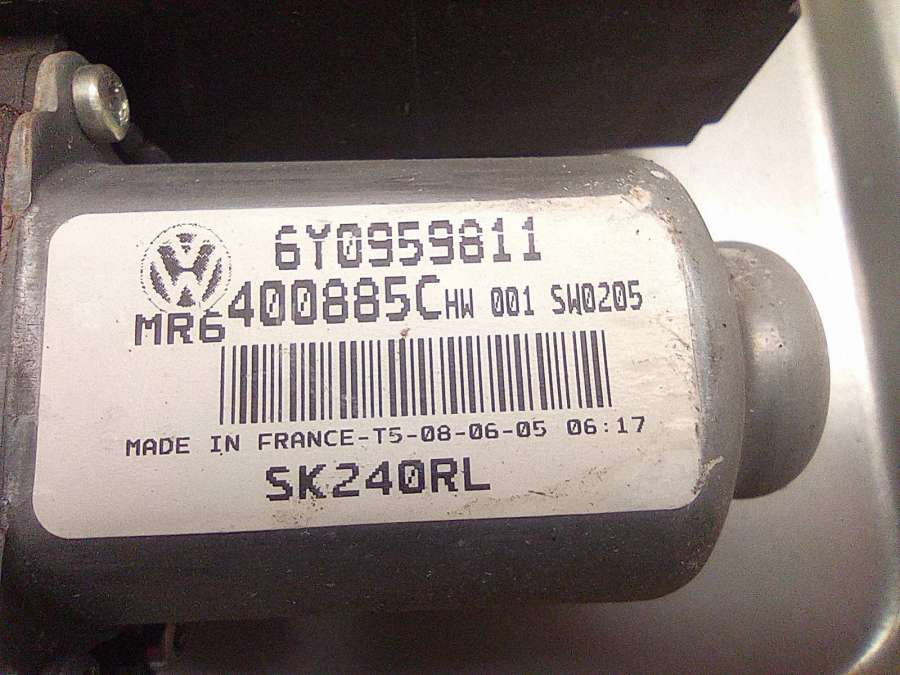 6Y0959811
MR6400885C HW 001 SW0205
MADE IN FRANCE-T5-08-06-05 06:17
SK240RL